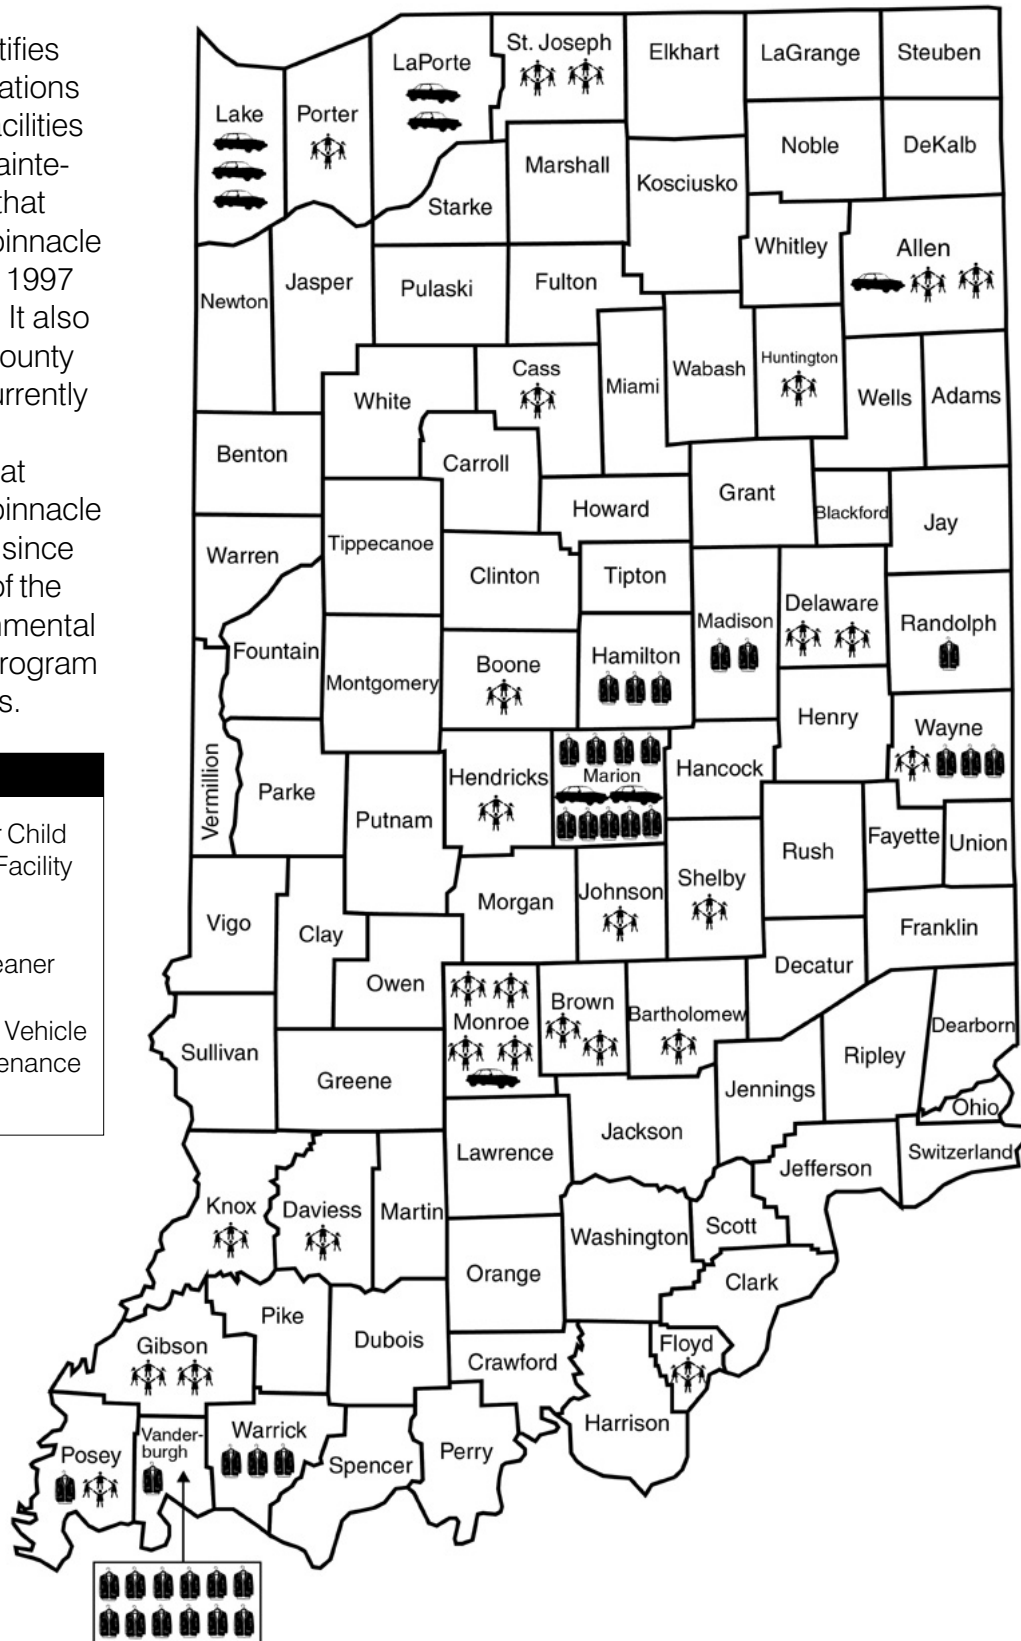 tifies
ations
acilities
ainte-
that
pinnacle
1997
It also
ounty
urrently
at
pinnacle
since
of the
nmental
rogram
s.
r Child
Facility
eaner
Vehicle
enance
St. Joseph
Elkhart
LaGrange
Steuben
LaPorte
Lake
Porter
Noble
DeKalb
Marshall
Kosciusko
Starke
Whitley
Allen
Newton
Jasper
Pulaski
Fulton
Cass
Miami
Wabash
Huntington
White
Wells
Adams
Benton
Carroll
Grant
Howard
Blackford
Jay
Warren
Tippecanoe
Clinton
Tipton
Delaware
Madison
Randolph
Fountain
Boone
Hamilton
Montgomery
Henry
Wayne
Vermillion
Parke
Hendricks
Marion
Hancock
Putnam
Rush
Fayette
Union
Vigo
Clay
Morgan
Johnson
Shelby
Franklin
Owen
Decatur
Monroe
Brown
Bartholomew
Dearborn
Sullivan
Greene
Ripley
Jennings
Ohio
Lawrence
Jackson
Jefferson
Switzerland
Knox
Daviess
Martin
Washington
Scott
Orange
Clark
Pike
Gibson
Dubois
Crawford
Floyd
Harrison
Posey
Vander-
burgh
Warrick
Spencer
Perry